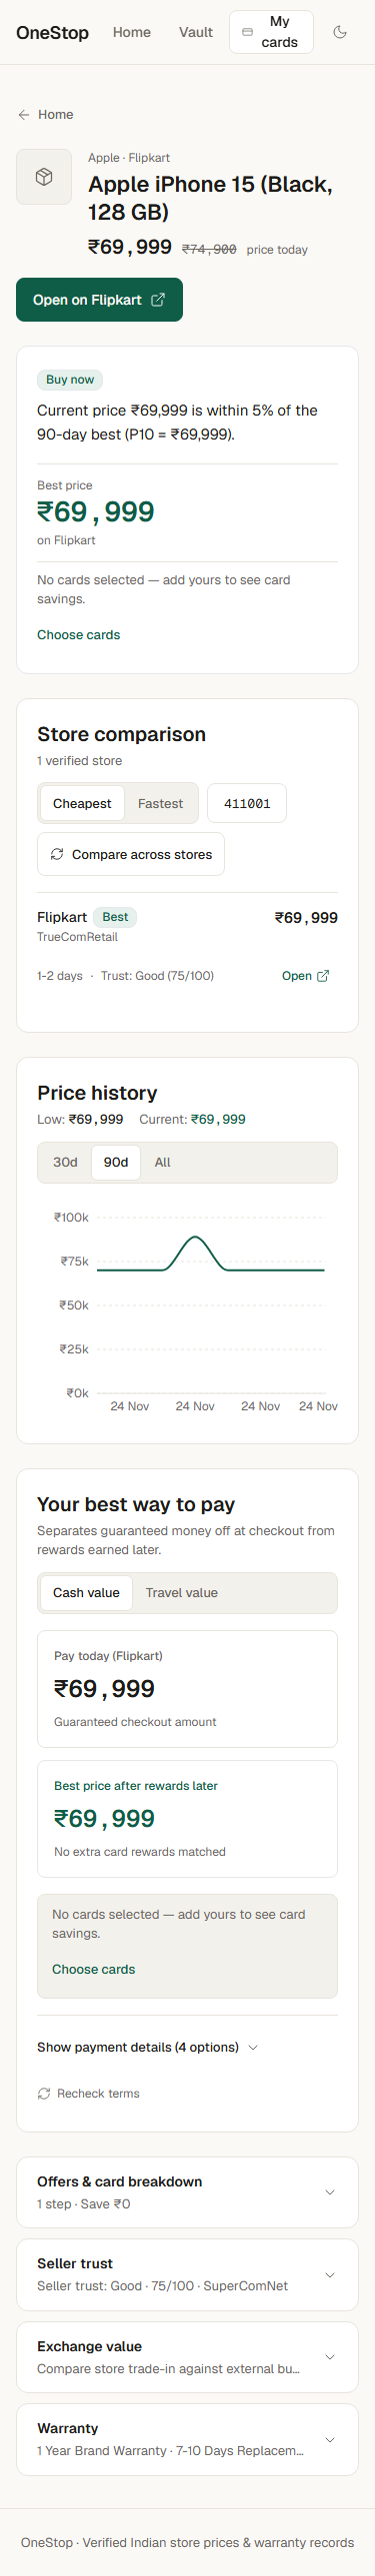 OneStop
Home
Vault
My cards
Home
Apple · Flipkart
Apple iPhone 15 (Black,
128 GB)
₹69,999 ₹74,900 price today
Open on Flipkart
Buy now
Current price ₹69,999 is within 5% of the
90-day best (P10 = ₹69,999).
Best price
₹69,999
on Flipkart
No cards selected — add yours to see card
savings.
Choose cards
Store comparison
1 verified store
Cheapest Fastest 411001
Compare across stores
Flipkart Best ₹69,999
TrueComRetail
1-2 days · Trust: Good (75/100) Open
Price history
Low: ₹69,999 Current: ₹69,999
30d 90d All
₹100k
₹75k
₹50k
₹25k
₹0k
24 Nov 24 Nov 24 Nov 24 Nov
Your best way to pay
Separates guaranteed money off at checkout from
rewards earned later.
Cash value Travel value
Pay today (Flipkart)
₹69,999
Guaranteed checkout amount
Best price after rewards later
₹69,999
No extra card rewards matched
No cards selected — add yours to see card
savings.
Choose cards
Show payment details (4 options)
Recheck terms
Offers & card breakdown
1 step · Save ₹0
Seller trust
Seller trust: Good · 75/100 · SuperComNet
Exchange value
Compare store trade-in against external bu...
Warranty
1 Year Brand Warranty · 7-10 Days Replacem...
OneStop · Verified Indian store prices & warranty records